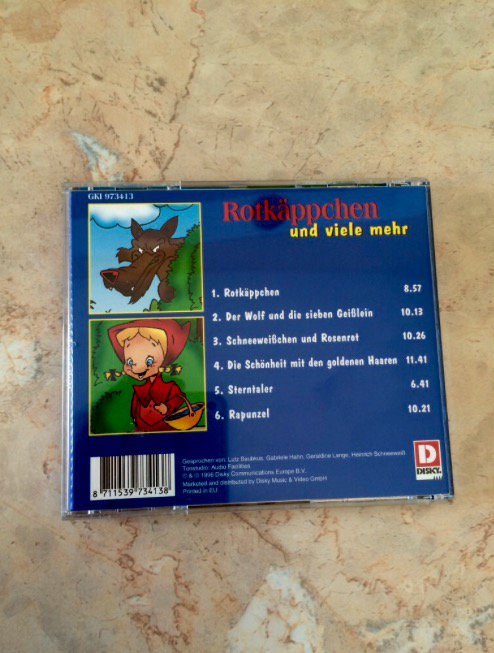 GKI 973413
Rotkäppchen
und viele mehr
1. Rotkäppchen 8.57
2. Der Wolf und die sieben Geißlein 10.13
3. Schneeweißchen und Rosenrot 10.26
4. Die Schönheit mit den goldenen Haaren 11.41
5. Sterntaler 6.41
6. Rapunzel 10.21
Gesprochen von: Lutz Baubkus, Gabriele Hahn, Geraldine Lange, Heinrich Schneeweiß
Tonstudio: Audio
℗ & © 1996 Disky Communications Europe B.V.
Marketed and distributed by Disky Music & Video GmbH
Printed in EU
8 711539 734138
D
DISKY